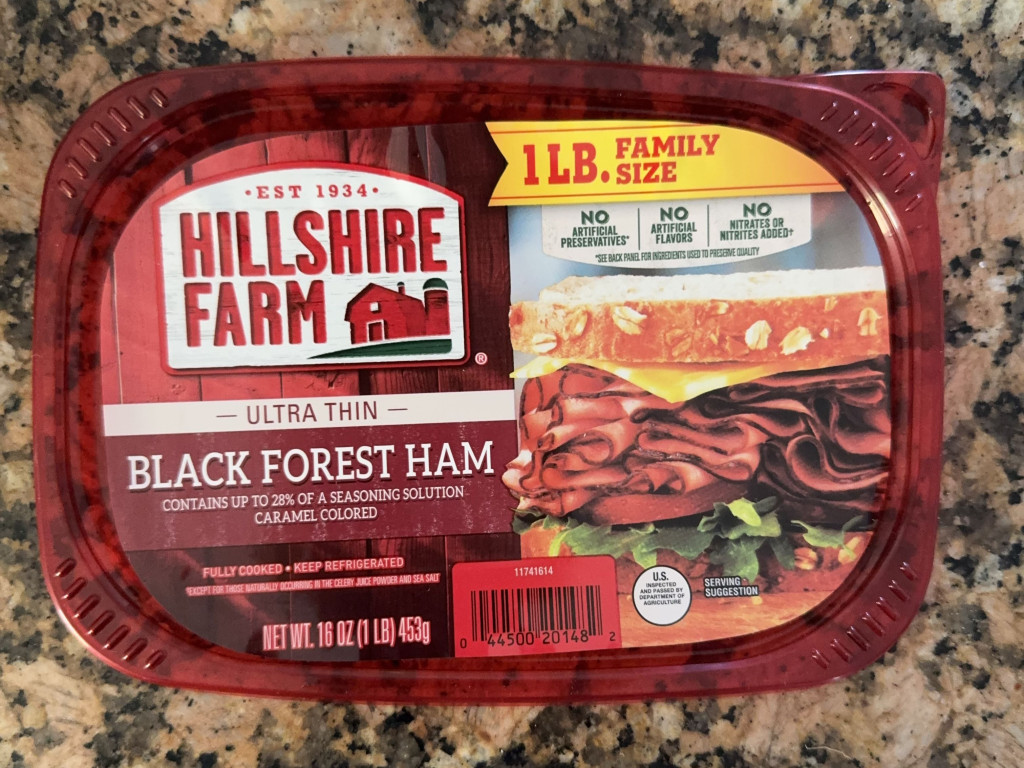 · EST 1934 ·
HILLSHIRE
FARM
®
1 LB. FAMILY
SIZE
NO
ARTIFICIAL
PRESERVATIVES*
NO
ARTIFICIAL
FLAVORS
NO
NITRATES OR
NITRITES ADDED†
*SEE BACK PANEL FOR INGREDIENTS USED TO PRESERVE QUALITY
— ULTRA THIN —
BLACK FOREST HAM
CONTAINS UP TO 28% OF A SEASONING SOLUTION
CARAMEL COLORED
FULLY COOKED • KEEP REFRIGERATED
†EXCEPT FOR THOSE NATURALLY OCCURRING IN THE CELERY JUICE POWDER AND SEA SALT
NET WT. 16 OZ (1 LB) 453g
11741614
0 44500 20148 2
U.S.
INSPECTED
AND PASSED BY
DEPARTMENT OF
AGRICULTURE
SERVING
SUGGESTION